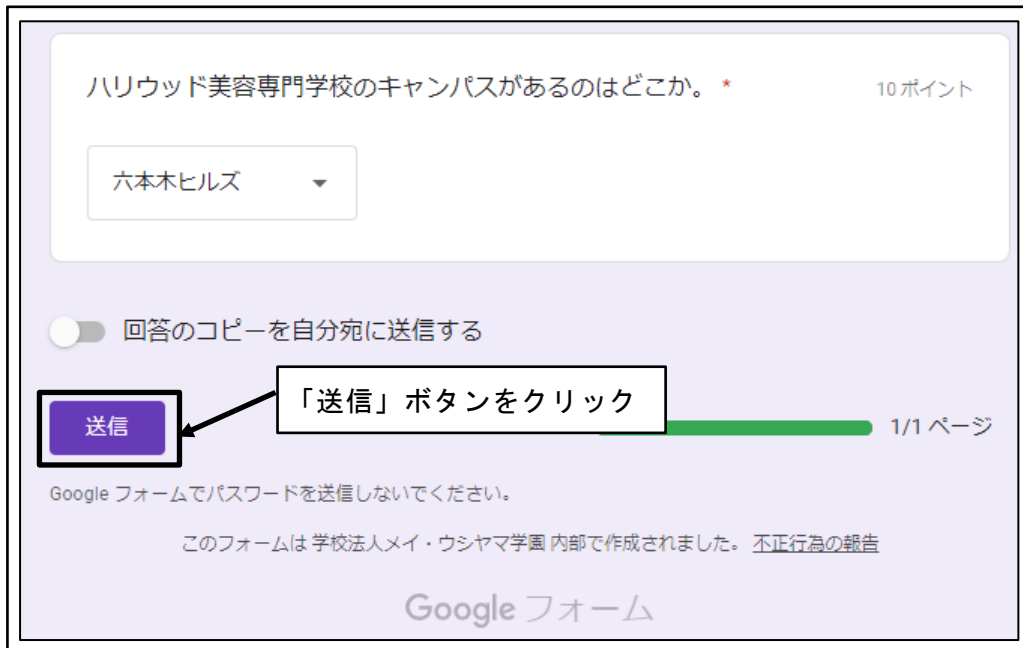 ハリウッド美容専門学校のキャンパスがあるのはどこか。 * 10 ポイント
六本木ヒルズ
回答のコピーを自分宛に送信する
「送信」ボタンをクリック
送信
1/1 ページ
Google フォームでパスワードを送信しないでください。
このフォームは 学校法人メイ・ウシヤマ学園 内部で作成されました。 不正行為の報告
Google フォーム